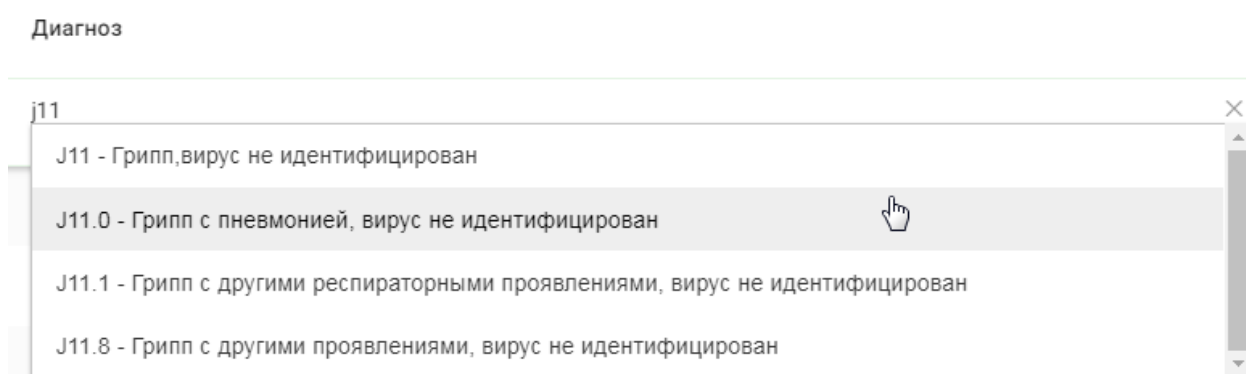 Диагноз
j11
J11 - Грипп,вирус не идентифицирован
J11.0 - Грипп с пневмонией, вирус не идентифицирован
J11.1 - Грипп с другими респираторными проявлениями, вирус не идентифицирован
J11.8 - Грипп с другими проявлениями, вирус не идентифицирован